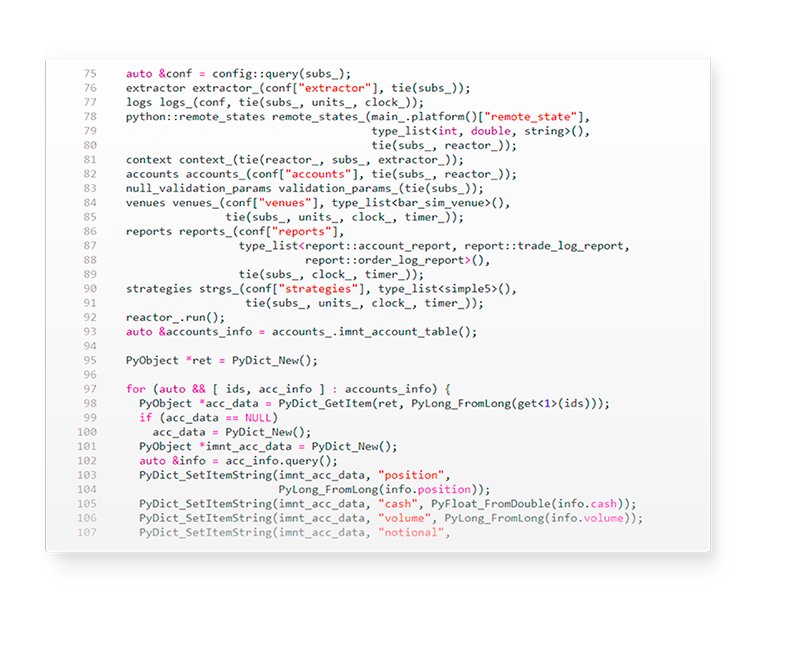 75 auto &conf = config::query(subs_);
76 extractor extractor_(conf["extractor"], tie(subs_));
77 logs logs_(conf, tie(subs_, units_, clock_));
78 python::remote_states remote_states_(main_.platform()["remote_state"],
79 type_list<int, double, string>(),
80 tie(subs_, reactor_));
81 context context_(tie(reactor_, subs_, extractor_));
82 accounts accounts_(conf["accounts"], tie(subs_, reactor_));
83 null_validation_params validation_params_(tie(subs_));
84 venues venues_(conf["venues"], type_list<bar_sim_venue>(),
85 tie(subs_, units_, clock_, timer_));
86 reports reports_(conf["reports"],
87 type_list<report::account_report, report::trade_log_report,
88 report::order_log_report>(),
89 tie(subs_, clock_, timer_));
90 strategies strgs_(conf["strategies"], type_list<simple5>(),
91 tie(subs_, units_, clock_, timer_));
92 reactor_.run();
93 auto &accounts_info = accounts_.imnt_account_table();
94
95 PyObject *ret = PyDict_New();
96
97 for (auto && [ ids, acc_info ] : accounts_info) {
98 PyObject *acc_data = PyDict_GetItem(ret, PyLong_FromLong(get<1>(ids)));
99 if (acc_data == NULL)
100 acc_data = PyDict_New();
101 PyObject *imnt_acc_data = PyDict_New();
102 auto &info = acc_info.query();
103 PyDict_SetItemString(imnt_acc_data, "position",
104 PyLong_FromLong(info.position));
105 PyDict_SetItemString(imnt_acc_data, "cash", PyFloat_FromDouble(info.cash));
106 PyDict_SetItemString(imnt_acc_data, "volume", PyLong_FromLong(info.volume));
107 PyDict_SetItemString(imnt_acc_data, "notional",